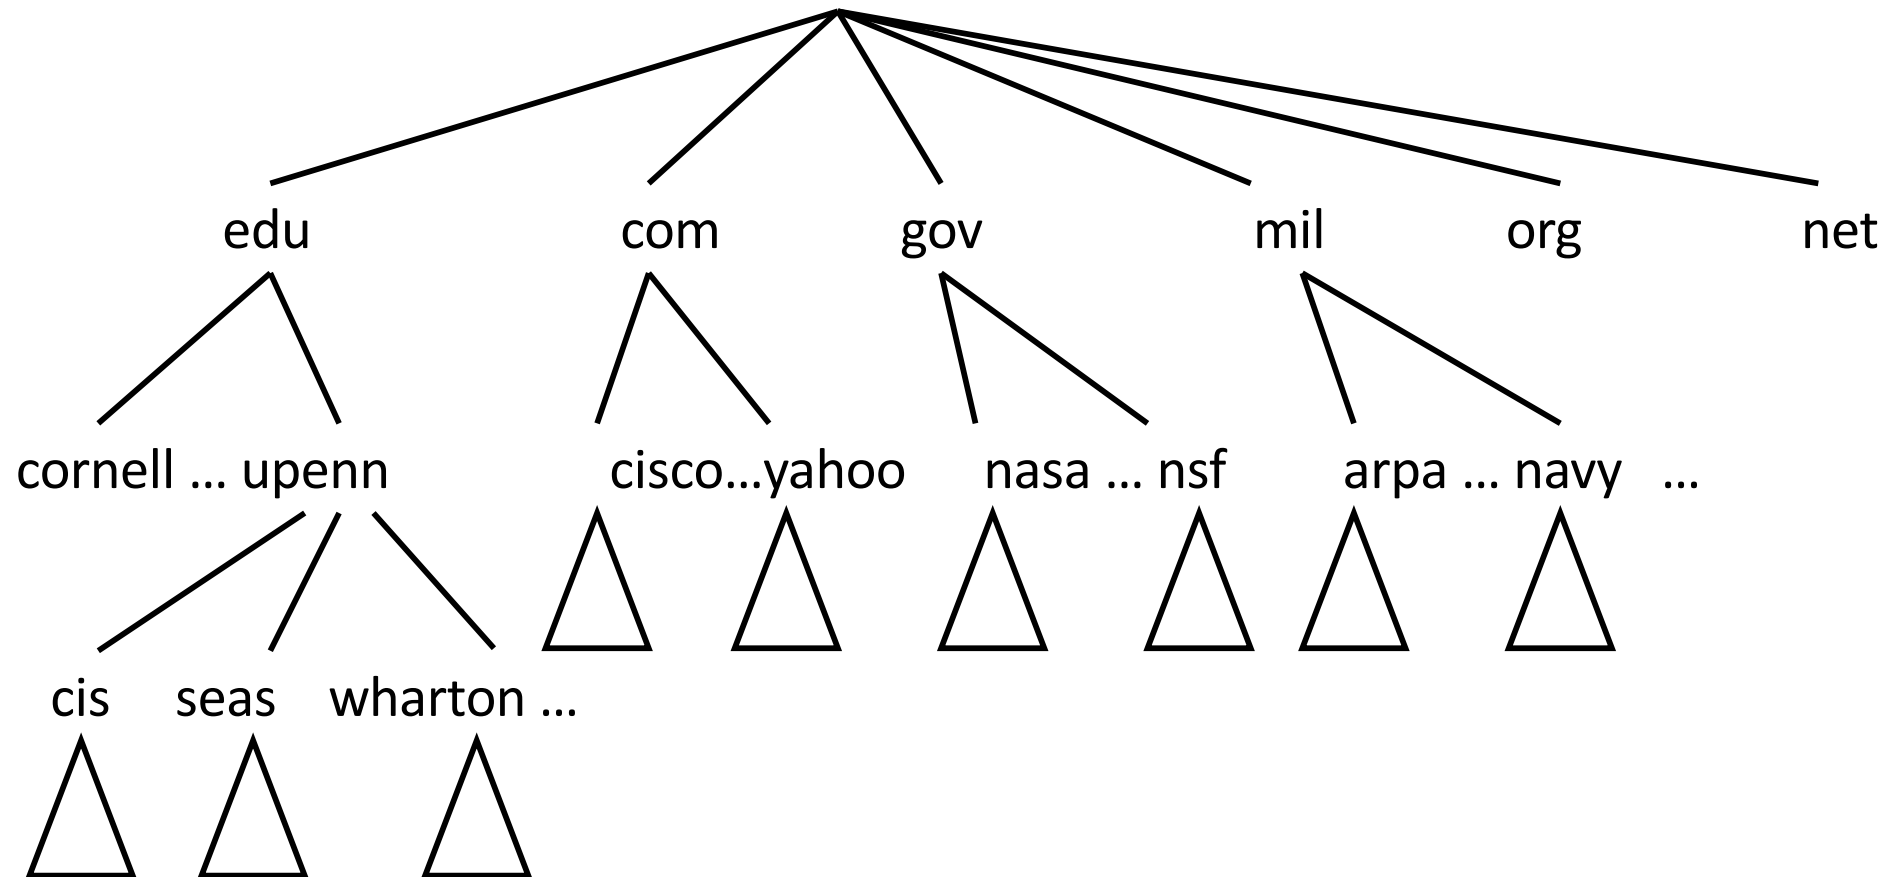 edu com gov mil org net
cornell ... upenn cisco...yahoo nasa ... nsf arpa ... navy ...
cis seas wharton ...